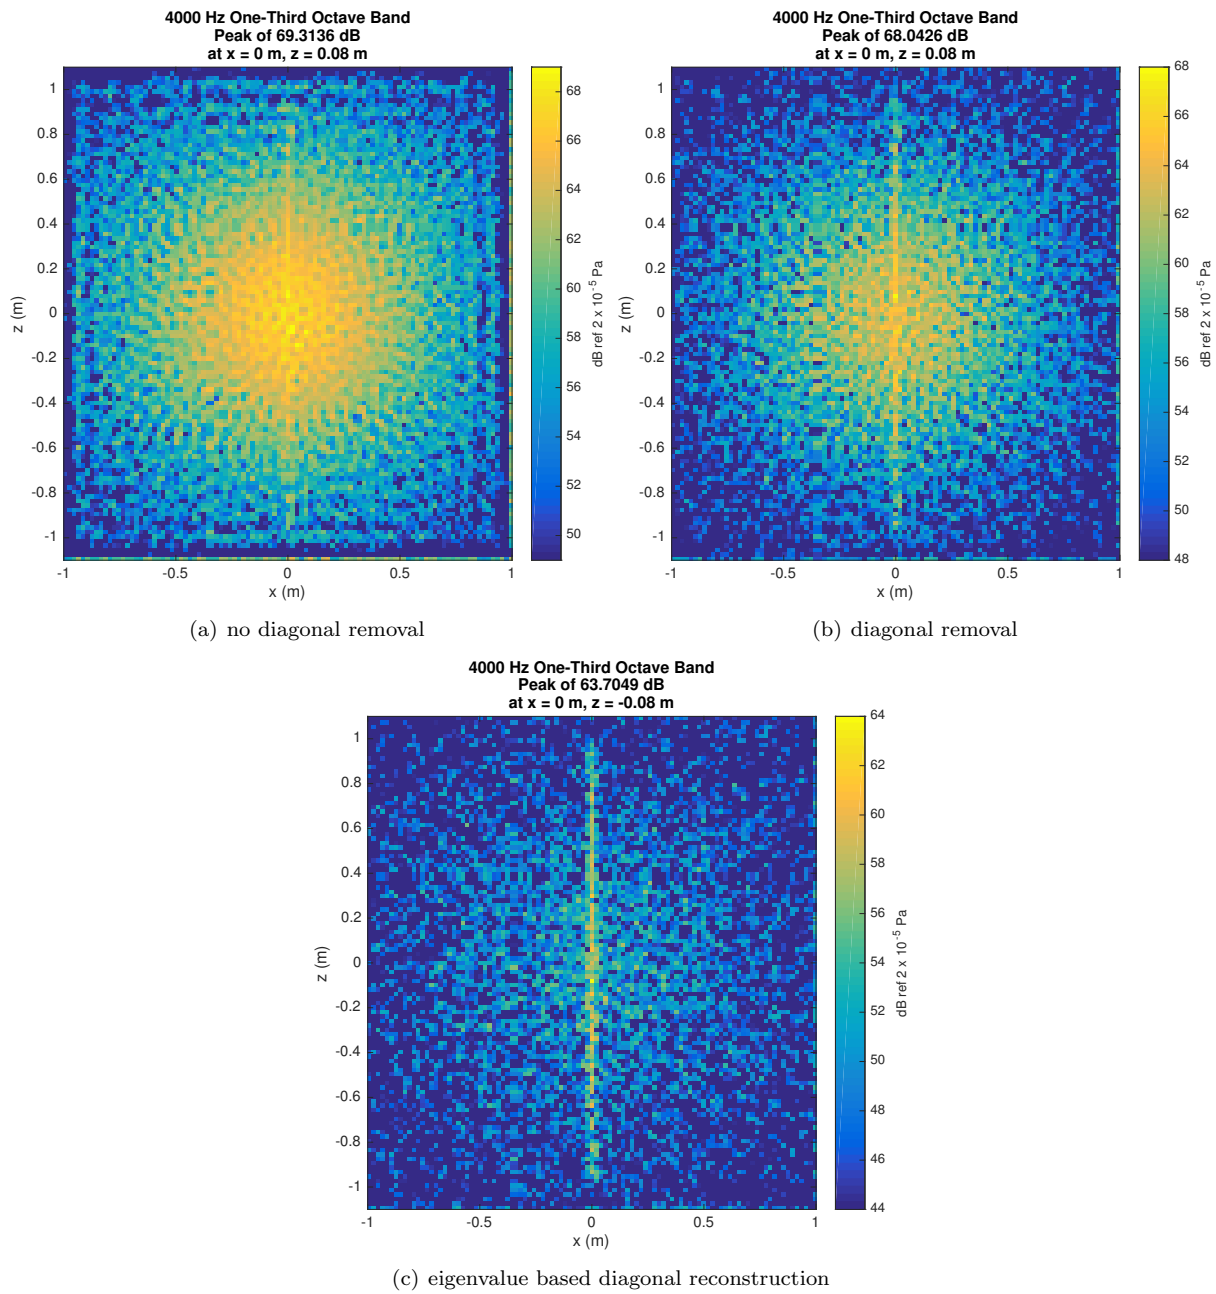 4000 Hz One-Third Octave Band
Peak of 69.3136 dB
at x = 0 m, z = 0.08 m
1
0.8
0.6
0.4
0.2
0
-0.2
-0.4
-0.6
-0.8
-1
z (m)
-1 -0.5 0 0.5 1
x (m)
68
66
64
62
60
58
56
54
52
50
dB ref 2 x 10⁻⁵ Pa
(a) no diagonal removal
4000 Hz One-Third Octave Band
Peak of 68.0426 dB
at x = 0 m, z = 0.08 m
1
0.8
0.6
0.4
0.2
0
-0.2
-0.4
-0.6
-0.8
-1
z (m)
-1 -0.5 0 0.5 1
x (m)
68
66
64
62
60
58
56
54
52
50
48
dB ref 2 x 10⁻⁵ Pa
(b) diagonal removal
4000 Hz One-Third Octave Band
Peak of 63.7049 dB
at x = 0 m, z = -0.08 m
1
0.8
0.6
0.4
0.2
0
-0.2
-0.4
-0.6
-0.8
-1
z (m)
-1 -0.5 0 0.5 1
x (m)
64
62
60
58
56
54
52
50
48
46
44
dB ref 2 x 10⁻⁵ Pa
(c) eigenvalue based diagonal reconstruction